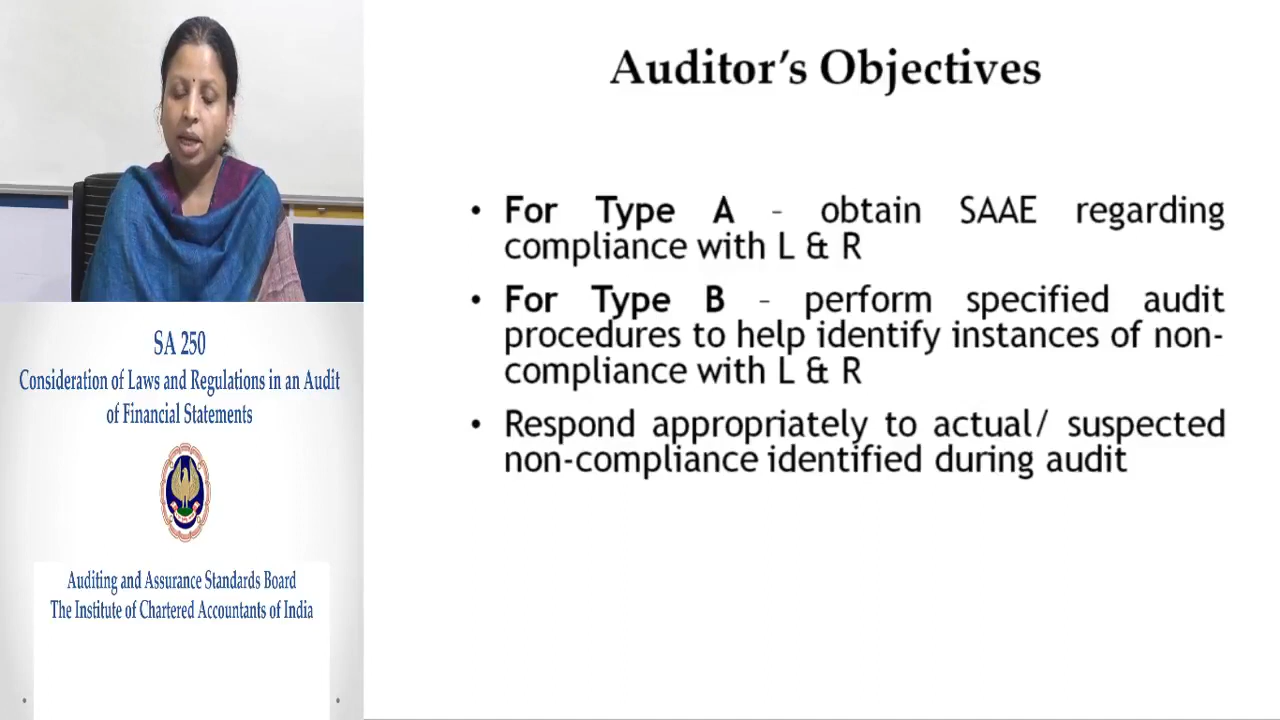 Auditor's Objectives
• For Type A – obtain SAAE regarding
compliance with L & R
• For Type B – perform specified audit
procedures to help identify instances of non-
compliance with L & R
• Respond appropriately to actual/ suspected
non-compliance identified during audit
SA 250
Consideration of Laws and Regulations in an Audit
of Financial Statements
Auditing and Assurance Standards Board
The Institute of Chartered Accountants of India